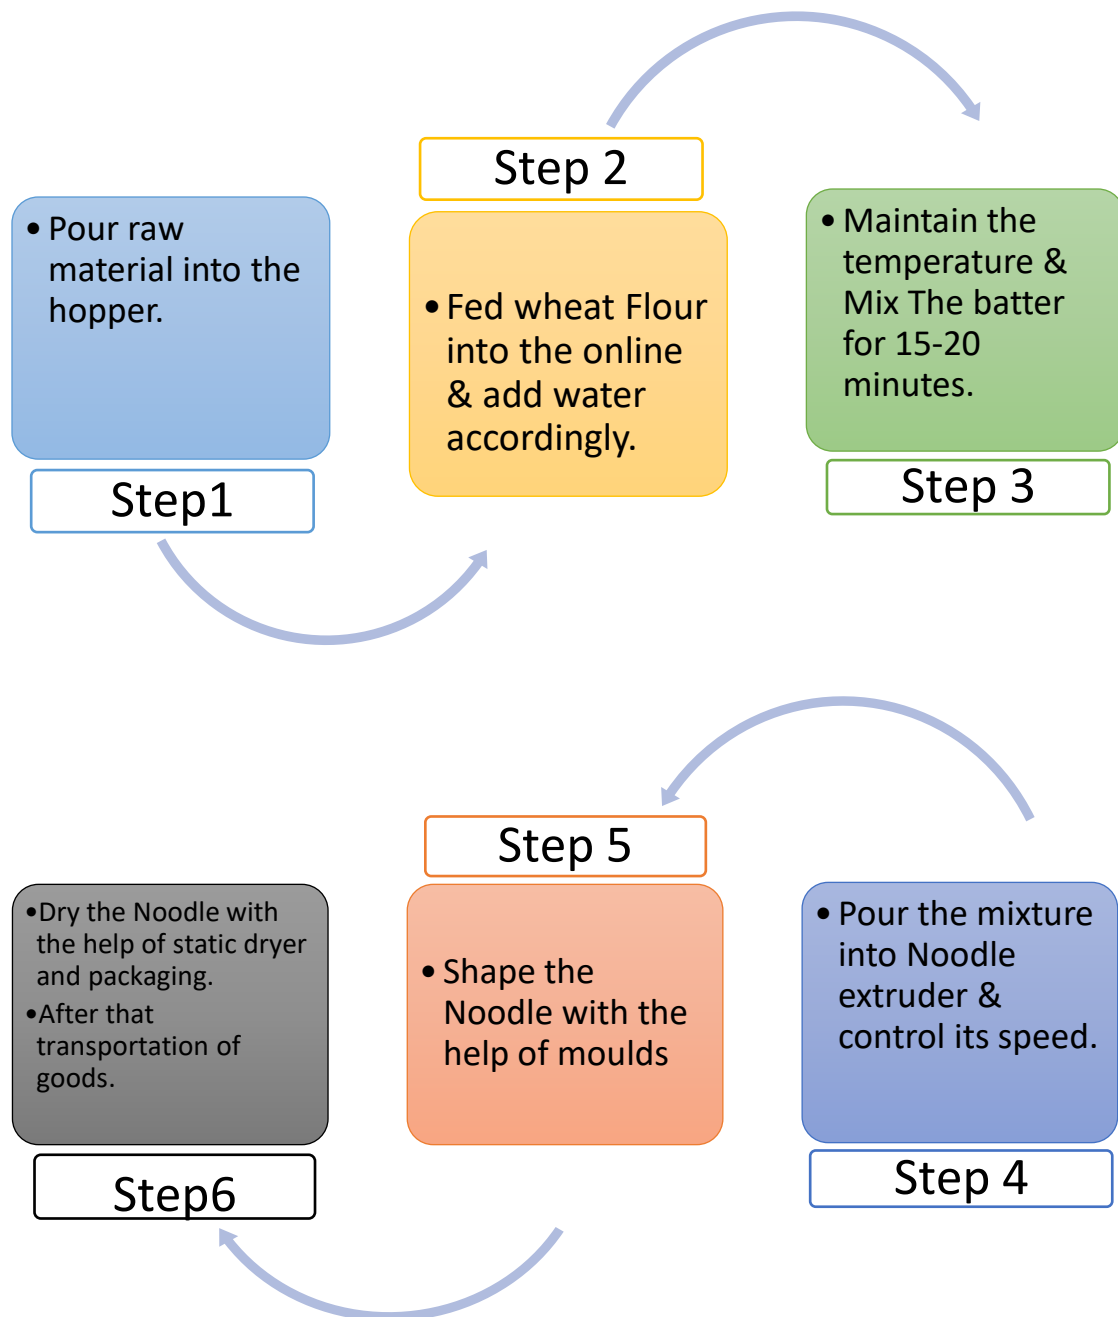 • Pour raw
material into the
hopper.
Step1
Step 2
• Fed wheat Flour
into the online
& add water
accordingly.
• Maintain the
temperature &
Mix The batter
for 15-20
minutes.
Step 3
• Pour the mixture
into Noodle
extruder &
control its speed.
Step 4
Step 5
• Shape the
Noodle with the
help of moulds
•Dry the Noodle with
the help of static dryer
and packaging.
•After that
transportation of
goods.
Step6